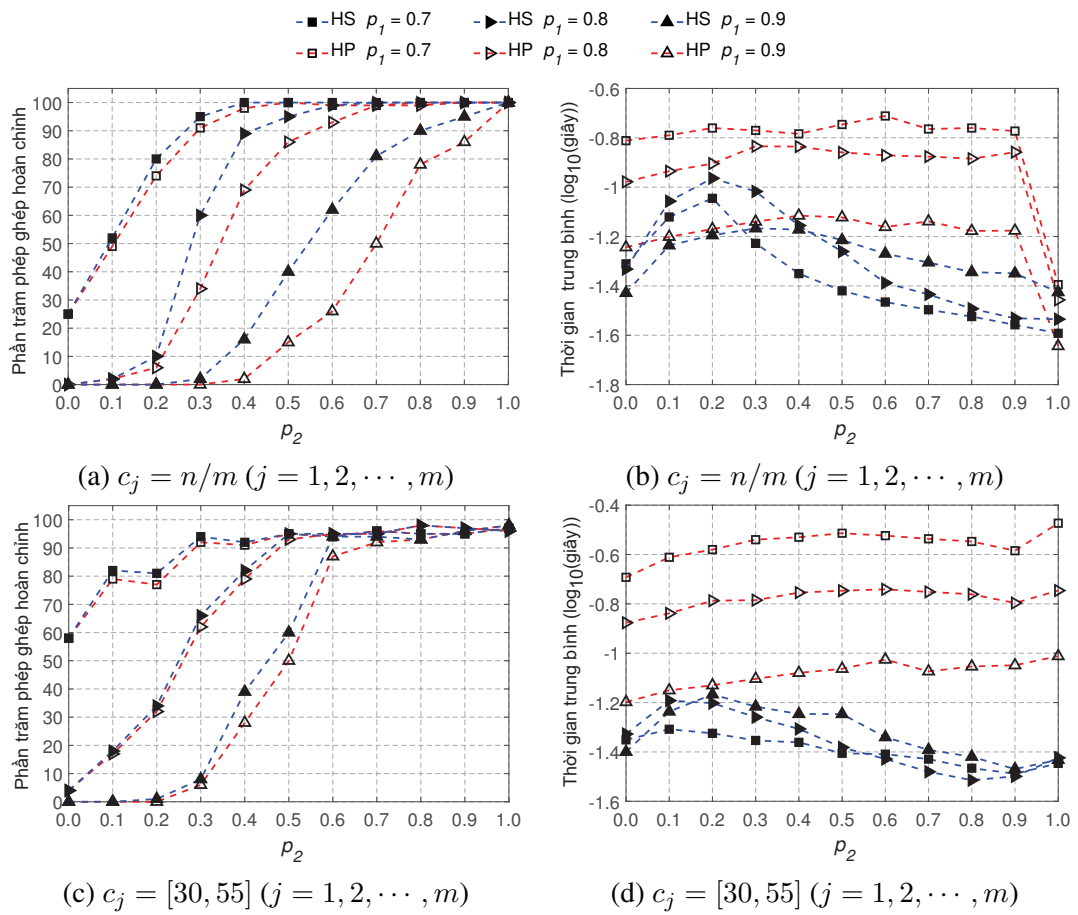 HS p1 = 0.7 HS p1 = 0.8 HS p1 = 0.9
HP p1 = 0.7 HP p1 = 0.8 HP p1 = 0.9
Phần trăm phép ghép hoàn chỉnh
100
90
80
70
60
50
40
30
20
10
0
0.0 0.1 0.2 0.3 0.4 0.5 0.6 0.7 0.8 0.9 1.0
p2
(a) cj = n/m (j = 1, 2, ⋯ , m)
Thời gian trung bình (log10(giây))
-0.6
-0.8
-1
-1.2
-1.4
-1.6
-1.8
0.0 0.1 0.2 0.3 0.4 0.5 0.6 0.7 0.8 0.9 1.0
p2
(b) cj = n/m (j = 1, 2, ⋯ , m)
Phần trăm phép ghép hoàn chỉnh
100
90
80
70
60
50
40
30
20
10
0
0.0 0.1 0.2 0.3 0.4 0.5 0.6 0.7 0.8 0.9 1.0
p2
(c) cj = [30, 55] (j = 1, 2, ⋯ , m)
Thời gian trung bình (log10(giây))
-0.4
-0.6
-0.8
-1
-1.2
-1.4
-1.6
0.0 0.1 0.2 0.3 0.4 0.5 0.6 0.7 0.8 0.9 1.0
p2
(d) cj = [30, 55] (j = 1, 2, ⋯ , m)